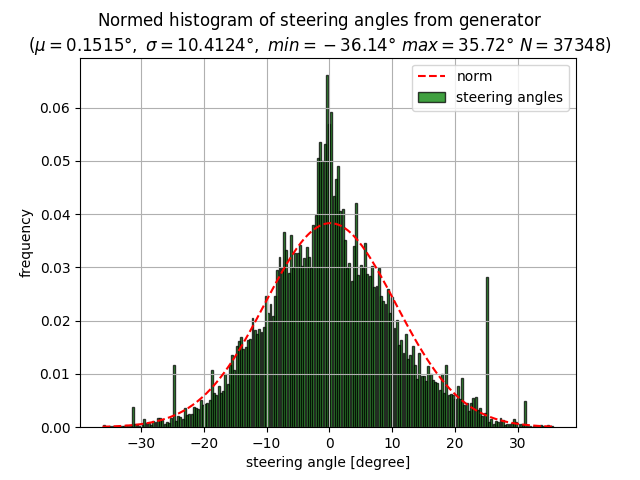 Normed histogram of steering angles from generator
(μ = 0.1515°, σ = 10.4124°, min = −36.14° max = 35.72° N = 37348)
norm
steering angles
0.06
0.05
0.04
0.03
0.02
0.01
0.00
frequency
−30 −20 −10 0 10 20 30
steering angle [degree]